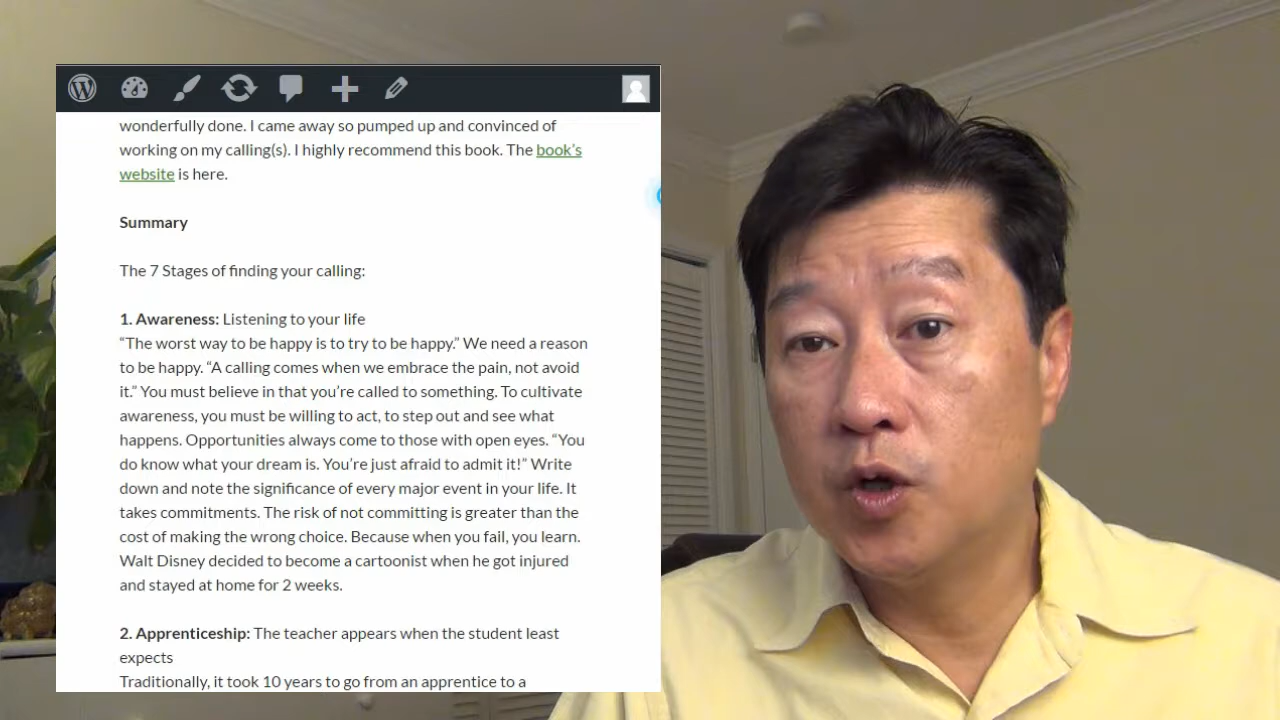 wonderfully done. I came away so pumped up and convinced of
working on my calling(s). I highly recommend this book. The book's
website is here.
Summary
The 7 Stages of finding your calling:
1. Awareness: Listening to your life
“The worst way to be happy is to try to be happy.” We need a reason
to be happy. “A calling comes when we embrace the pain, not avoid
it.” You must believe in that you’re called to something. To cultivate
awareness, you must be willing to act, to step out and see what
happens. Opportunities always come to those with open eyes. “You
do know what your dream is. You’re just afraid to admit it!” Write
down and note the significance of every major event in your life. It
takes commitments. The risk of not committing is greater than the
cost of making the wrong choice. Because when you fail, you learn.
Walt Disney decided to become a cartoonist when he got injured
and stayed at home for 2 weeks.
2. Apprenticeship: The teacher appears when the student least
expects
Traditionally, it took 10 years to go from an apprentice to a